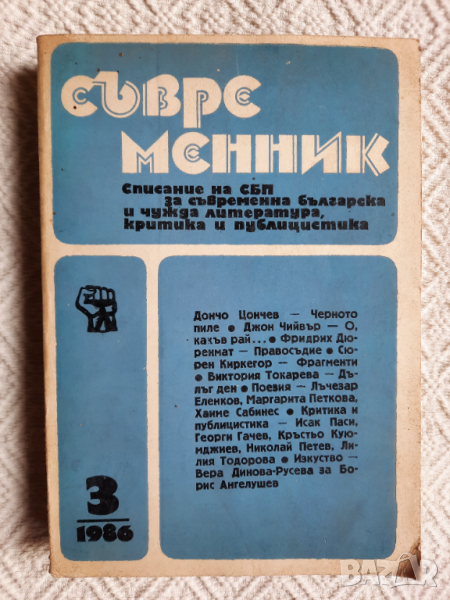 СЪВРЕ
МЕННИК
Списание на СБП
за съвременна българска
и чужда литература,
критика и публицистика
Дончо Цончев — Черното
пиле ● Джон Чийвър — О,
какъв рай... ● Фридрих Дю-
ренмат — Правосъдие ● Сю-
рен Киркегор — Фрагменти
● Виктория Токарева — Дъ-
лъг ден ● Поезия — Лъчезар
Еленков, Маргарита Петкова,
Хаиме Сабинес ● Критика и
публицистика — Исак Паси,
Георги Гачев, Кръстьо Кую-
мджиев, Николай Петев, Ли-
лия Тодорова ● Изкуство —
Вера Динова-Русева за Бо-
рис Ангелушев
3
1986
BAZAR